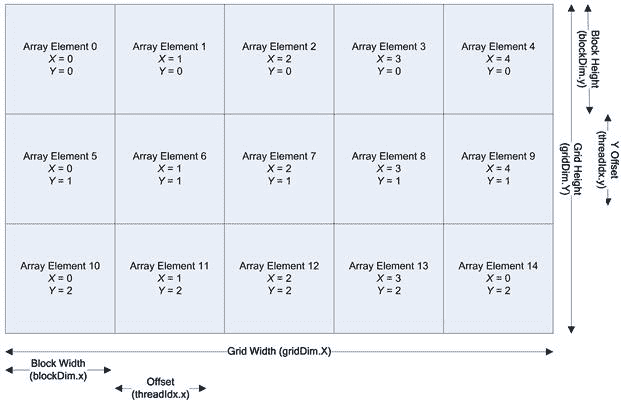 Array Element 0
X = 0
Y = 0
Array Element 1
X = 1
Y = 0
Array Element 2
X = 2
Y = 0
Array Element 3
X = 3
Y = 0
Array Element 4
X = 4
Y = 0
Array Element 5
X = 0
Y = 1
Array Element 6
X = 1
Y = 1
Array Element 7
X = 2
Y = 1
Array Element 8
X = 3
Y = 1
Array Element 9
X = 4
Y = 1
Array Element 10
X = 0
Y = 2
Array Element 11
X = 1
Y = 2
Array Element 12
X = 2
Y = 2
Array Element 13
X = 3
Y = 2
Array Element 14
X = 0
Y = 2
Block Height
(blockDim.y)
Y Offset
(threadIdx.y)
Grid Height
(gridDim.Y)
Grid Width (gridDim.X)
Block Width
(blockDim.x)
Offset
(threadIdx.x)